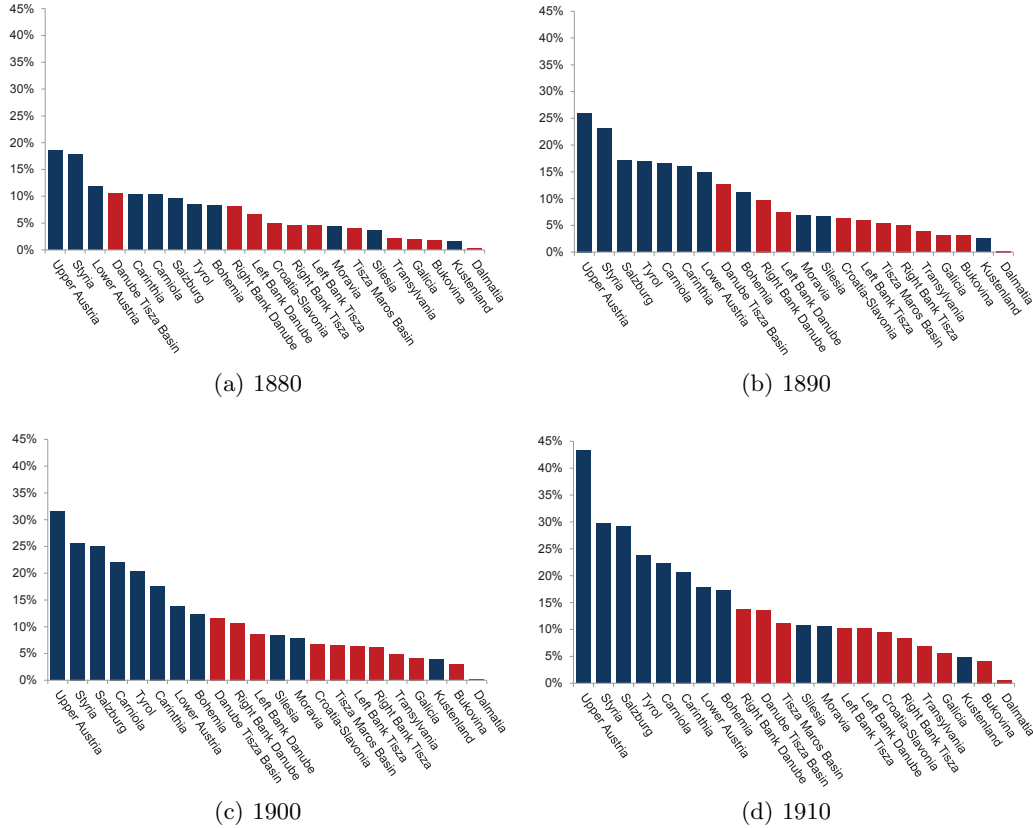 45%
40%
35%
30%
25%
20%
15%
10%
5%
0%
Upper Austria
Styria
Lower Austria
Danube Tisza Basin
Carinthia
Carniola
Salzburg
Tyrol
Bohemia
Right Bank Danube
Left Bank Danube
Croatia-Slavonia
Right Bank Tisza
Left Bank Tisza
Moravia
Tisza Maros Basin
Silesia
Transylvania
Galicia
Bukovina
Kustenland
Dalmatia
(a) 1880
45%
40%
35%
30%
25%
20%
15%
10%
5%
0%
Upper Austria
Styria
Salzburg
Tyrol
Carniola
Carinthia
Lower Austria
Danube Tisza Basin
Bohemia
Right Bank Danube
Left Bank Danube
Moravia
Silesia
Croatia-Slavonia
Left Bank Tisza
Tisza Maros Basin
Right Bank Tisza
Transylvania
Galicia
Bukovina
Kustenland
Dalmatia
(b) 1890
45%
40%
35%
30%
25%
20%
15%
10%
5%
0%
Upper Austria
Styria
Salzburg
Carniola
Tyrol
Carinthia
Lower Austria
Bohemia
Danube Tisza Basin
Right Bank Danube
Left Bank Danube
Silesia
Moravia
Croatia-Slavonia
Tisza Maros Basin
Left Bank Tisza
Right Bank Tisza
Transylvania
Galicia
Kustenland
Bukovina
Dalmatia
(c) 1900
45%
40%
35%
30%
25%
20%
15%
10%
5%
0%
Upper Austria
Styria
Salzburg
Tyrol
Carniola
Carinthia
Lower Austria
Bohemia
Right Bank Danube
Danube Tisza Basin
Tisza Maros Basin
Silesia
Moravia
Left Bank Tisza
Left Bank Danube
Croatia-Slavonia
Right Bank Tisza
Transylvania
Galicia
Kustenland
Bukovina
Dalmatia
(d) 1910